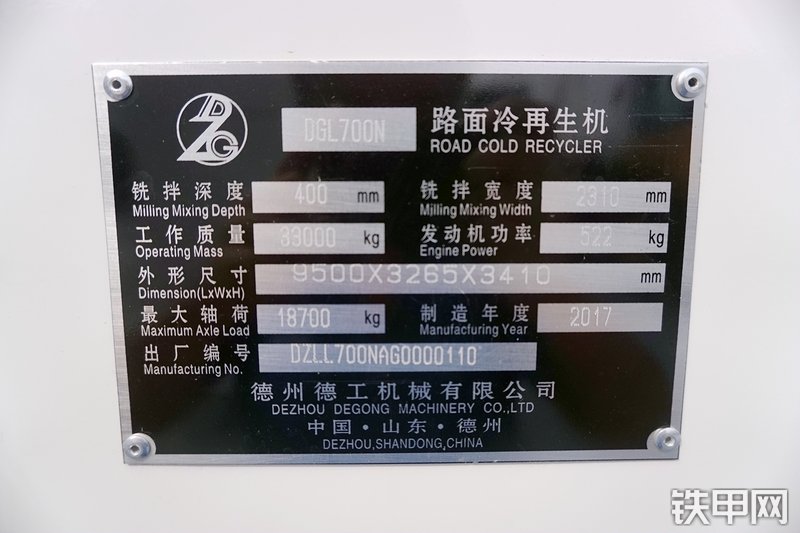 DZG
DGL700N 路面冷再生机
ROAD COLD RECYCLER
铣拌深度 400 mm 铣拌宽度 2310 mm
Milling Mixing Depth Milling Mixing Width
工作质量 33000 kg 发动机功率 522 kg
Operating Mass Engine Power
外形尺寸 9500X3265X3410 mm
Dimension(LxWxH)
最大轴荷 18700 kg 制造年度 2017
Maximum Axle Load Manufacturing Year
出厂编号 DZLL700NAG0000110
Manufacturing No.
德州德工机械有限公司
DEZHOU DEGONG MACHINERY CO.,LTD
中国·山东·德州
DEZHOU,SHANDONG,CHINA
铁甲网